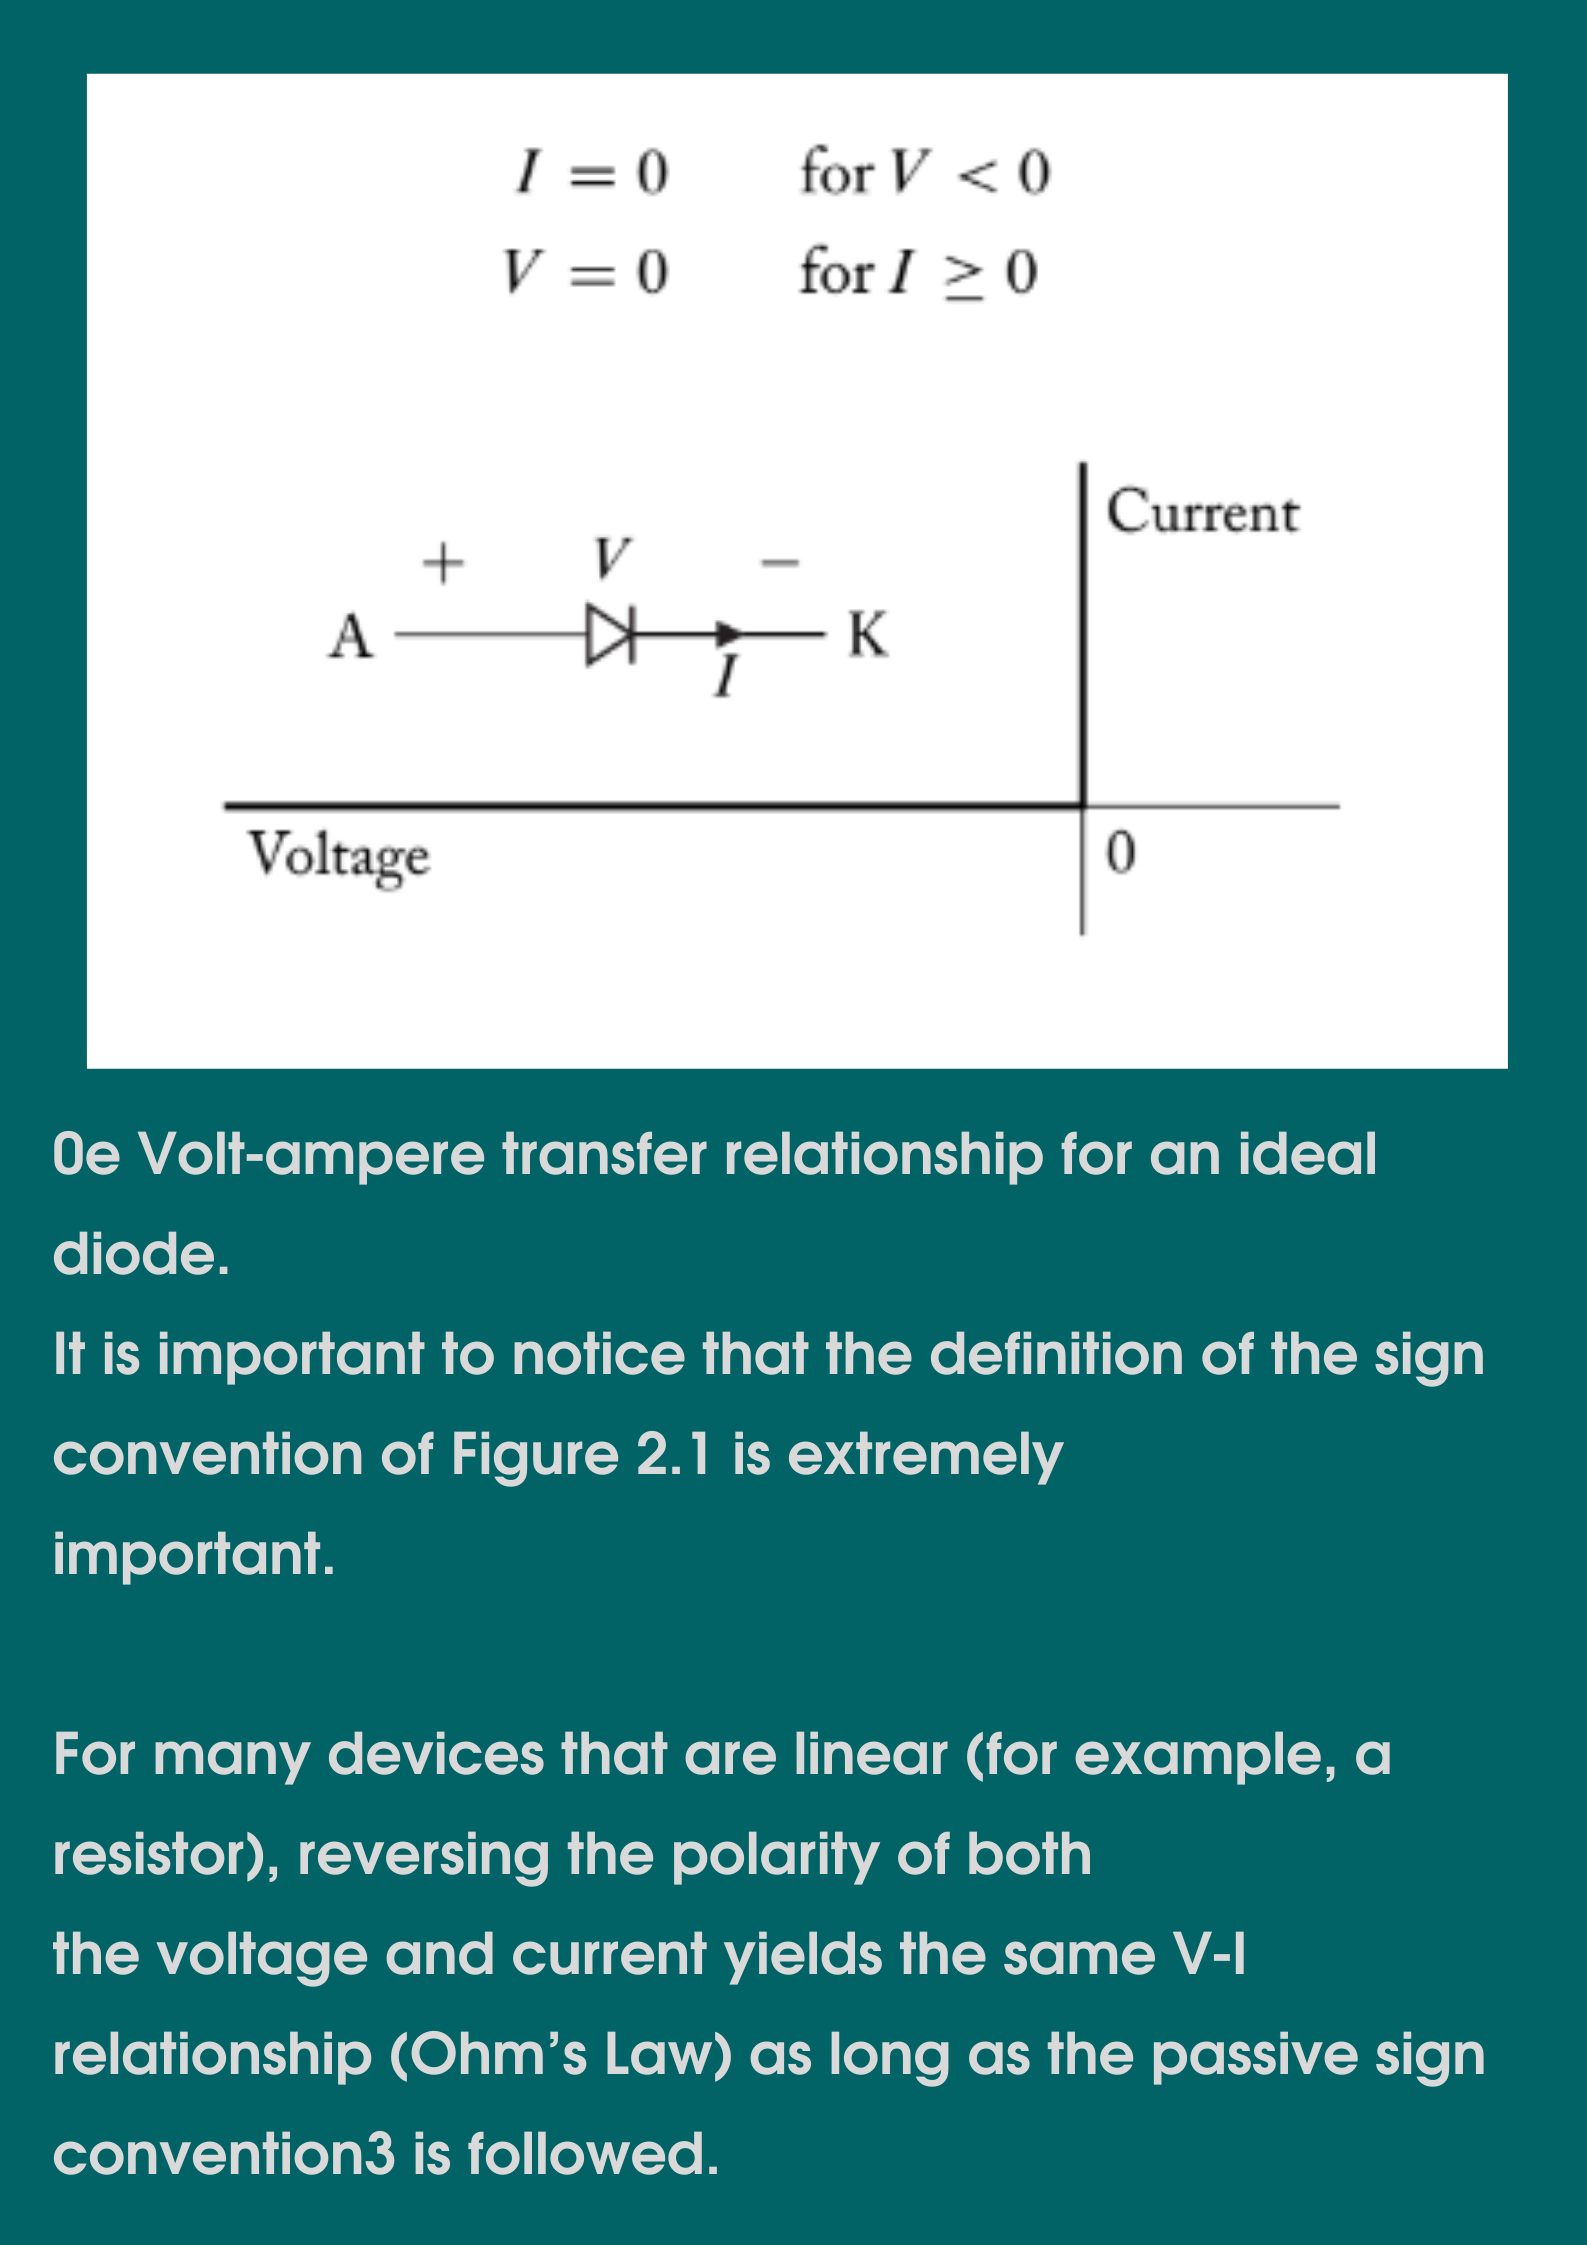 I = 0 for V < 0
V = 0 for I ≥ 0
Current
+ V −
A K
I
Voltage 0
0e Volt-ampere transfer relationship for an ideal
diode.
It is important to notice that the definition of the sign
convention of Figure 2.1 is extremely
important.
For many devices that are linear (for example, a
resistor), reversing the polarity of both
the voltage and current yields the same V-I
relationship (Ohm’s Law) as long as the passive sign
convention3 is followed.